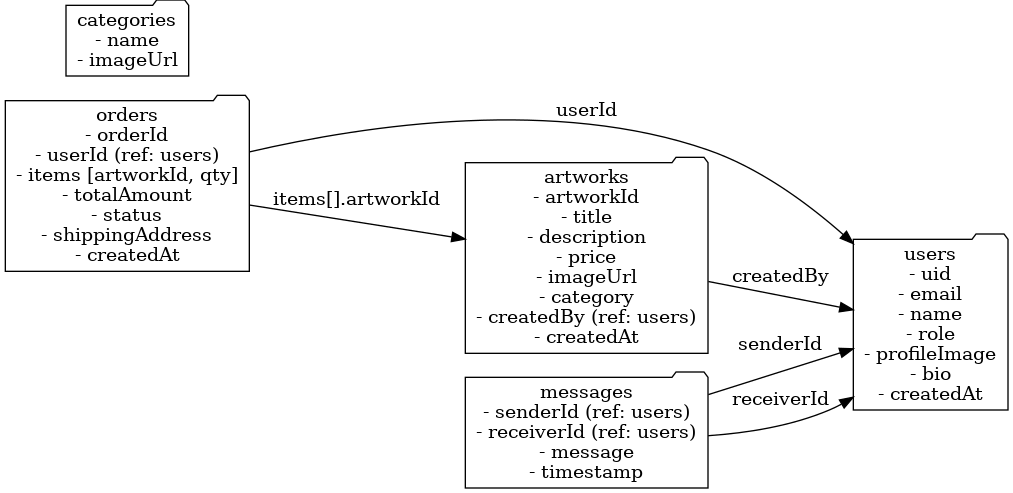 categories
- name
- imageUrl
orders
- orderId
- userId (ref: users)
- items [artworkId, qty]
- totalAmount
- status
- shippingAddress
- createdAt
userId
items[].artworkId
artworks
- artworkId
- title
- description
- price
- imageUrl
- category
- createdBy (ref: users)
- createdAt
createdBy
senderId
receiverId
messages
- senderId (ref: users)
- receiverId (ref: users)
- message
- timestamp
users
- uid
- email
- name
- role
- profileImage
- bio
- createdAt